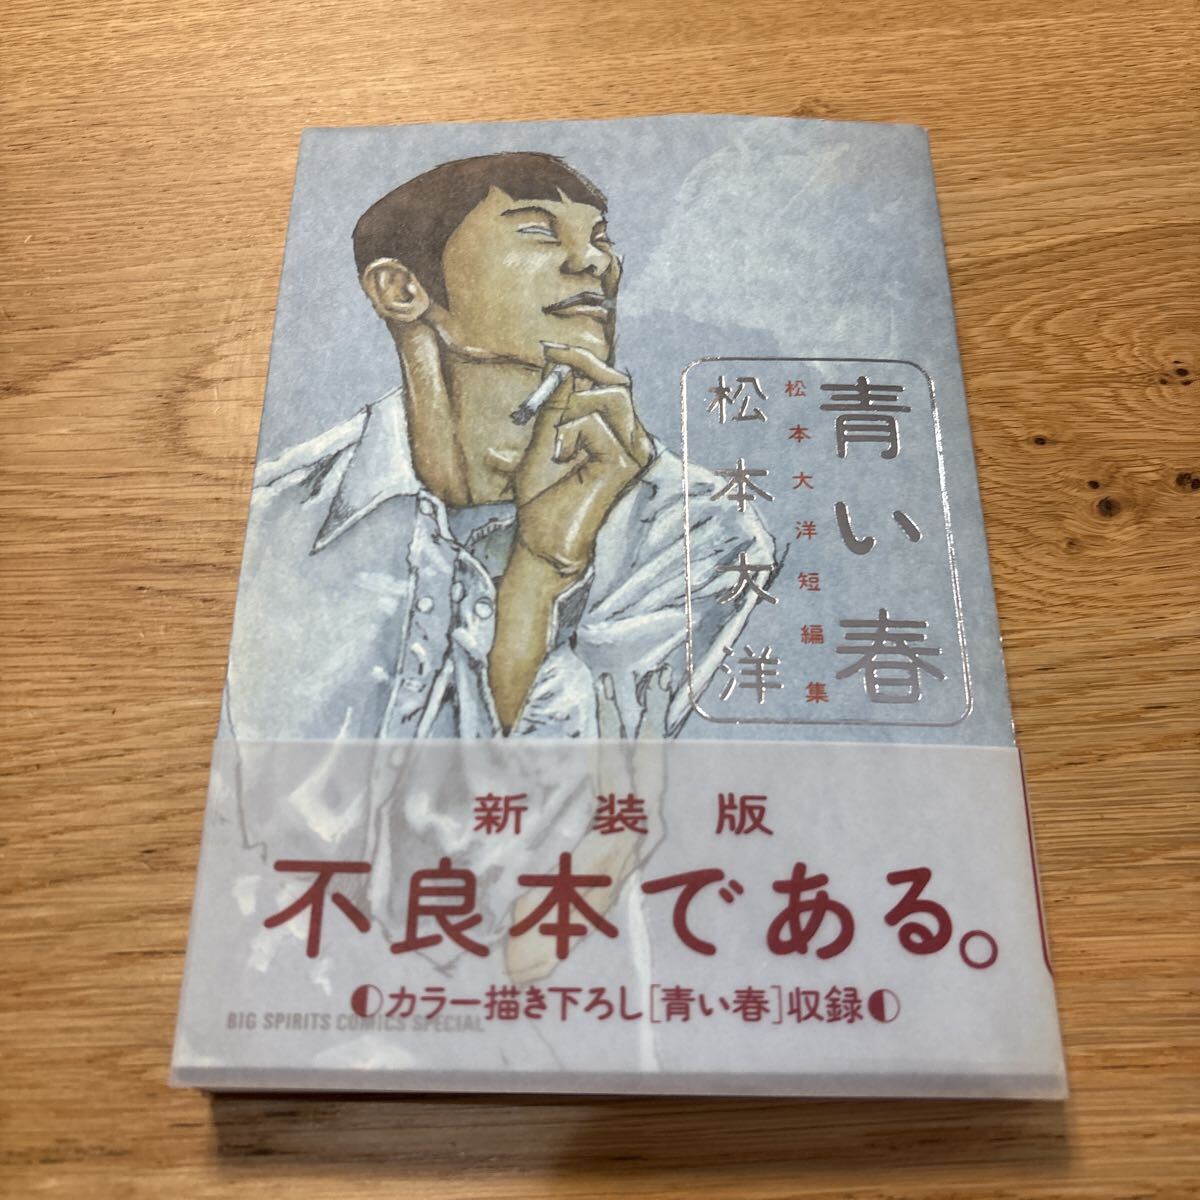 青い春
松本大洋短編集
松本大洋
新装版
不良本である。
カラー描き下ろし[青い春]収録
BIG SPIRITS COMICS SPECIAL